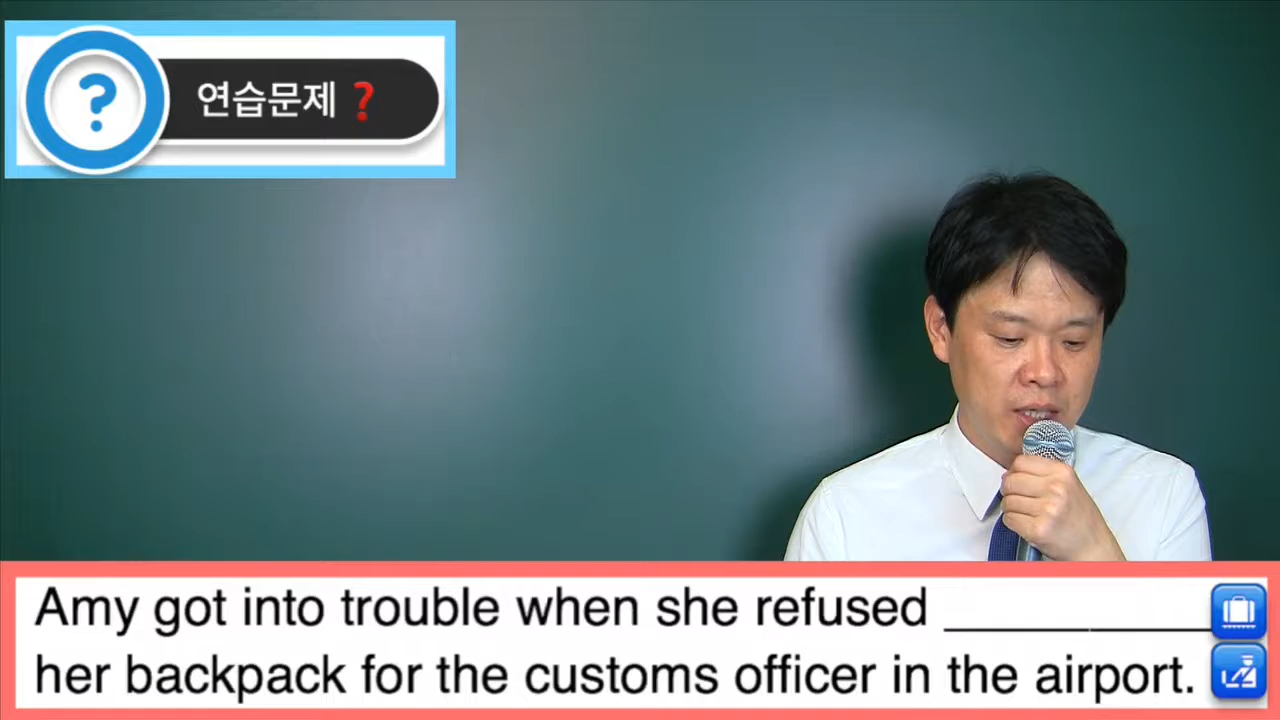 ?
연습문제❓
Amy got into trouble when she refused ____________
her backpack for the customs officer in the airport.